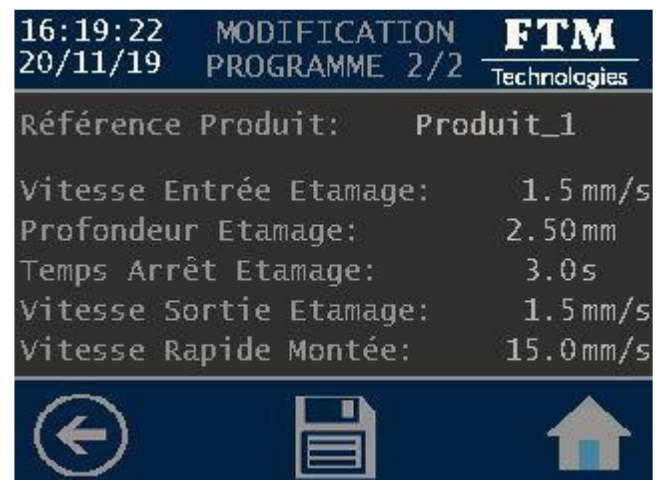 16:19:22 MODIFICATION FTM
20/11/19 PROGRAMME 2/2 Technologies
Référence Produit: Produit_1
Vitesse Entrée Etamage: 1.5 mm/s
Profondeur Etamage: 2.50 mm
Temps Arrêt Etamage: 3.0 s
Vitesse Sortie Etamage: 1.5 mm/s
Vitesse Rapide Montée: 15.0 mm/s